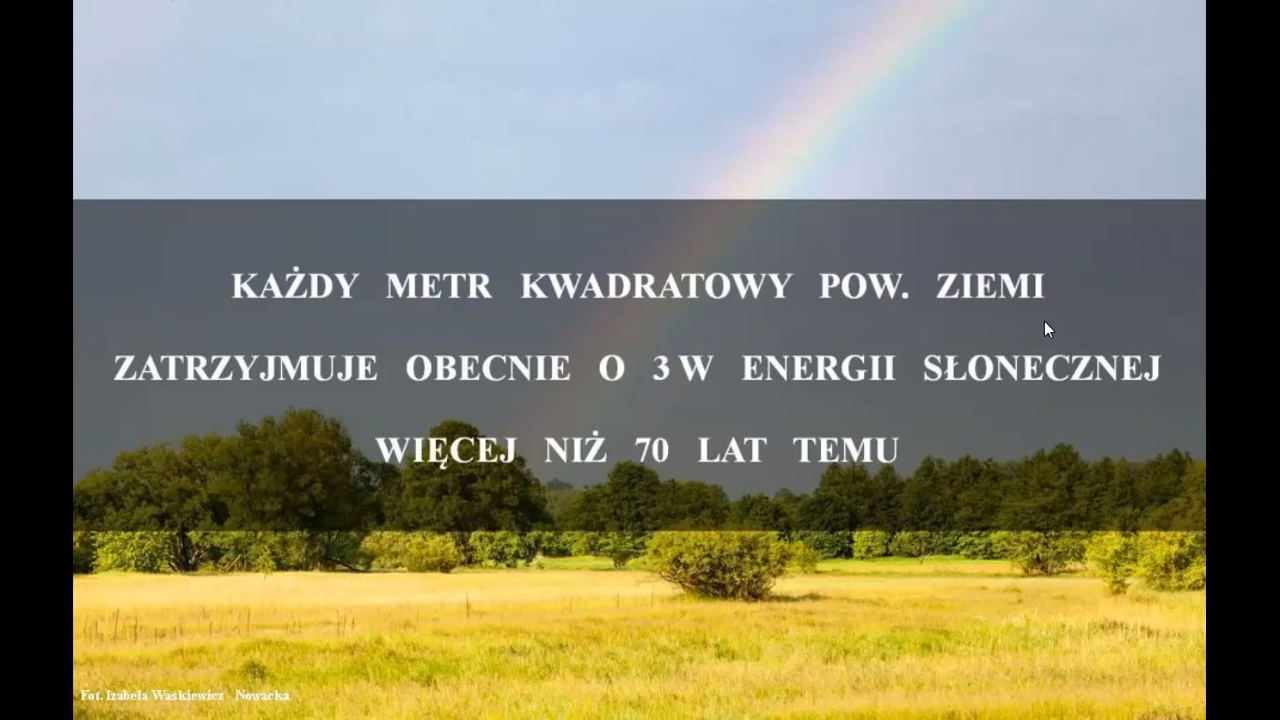 KAŻDY METR KWADRATOWY POW. ZIEMI
ZATRZYJMUJE OBECNIE O 3 W ENERGII SŁONECZNEJ
WIĘCEJ NIŻ 70 LAT TEMU
Fot. Izabela Waśkiewicz - Nowacka